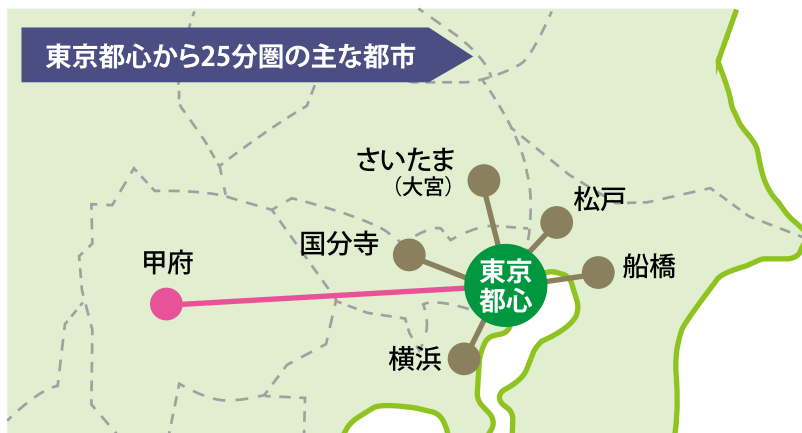 東京都心から25分圏の主な都市
さいたま
（大宮）
松戸
国分寺
甲府
東京
都心
船橋
横浜